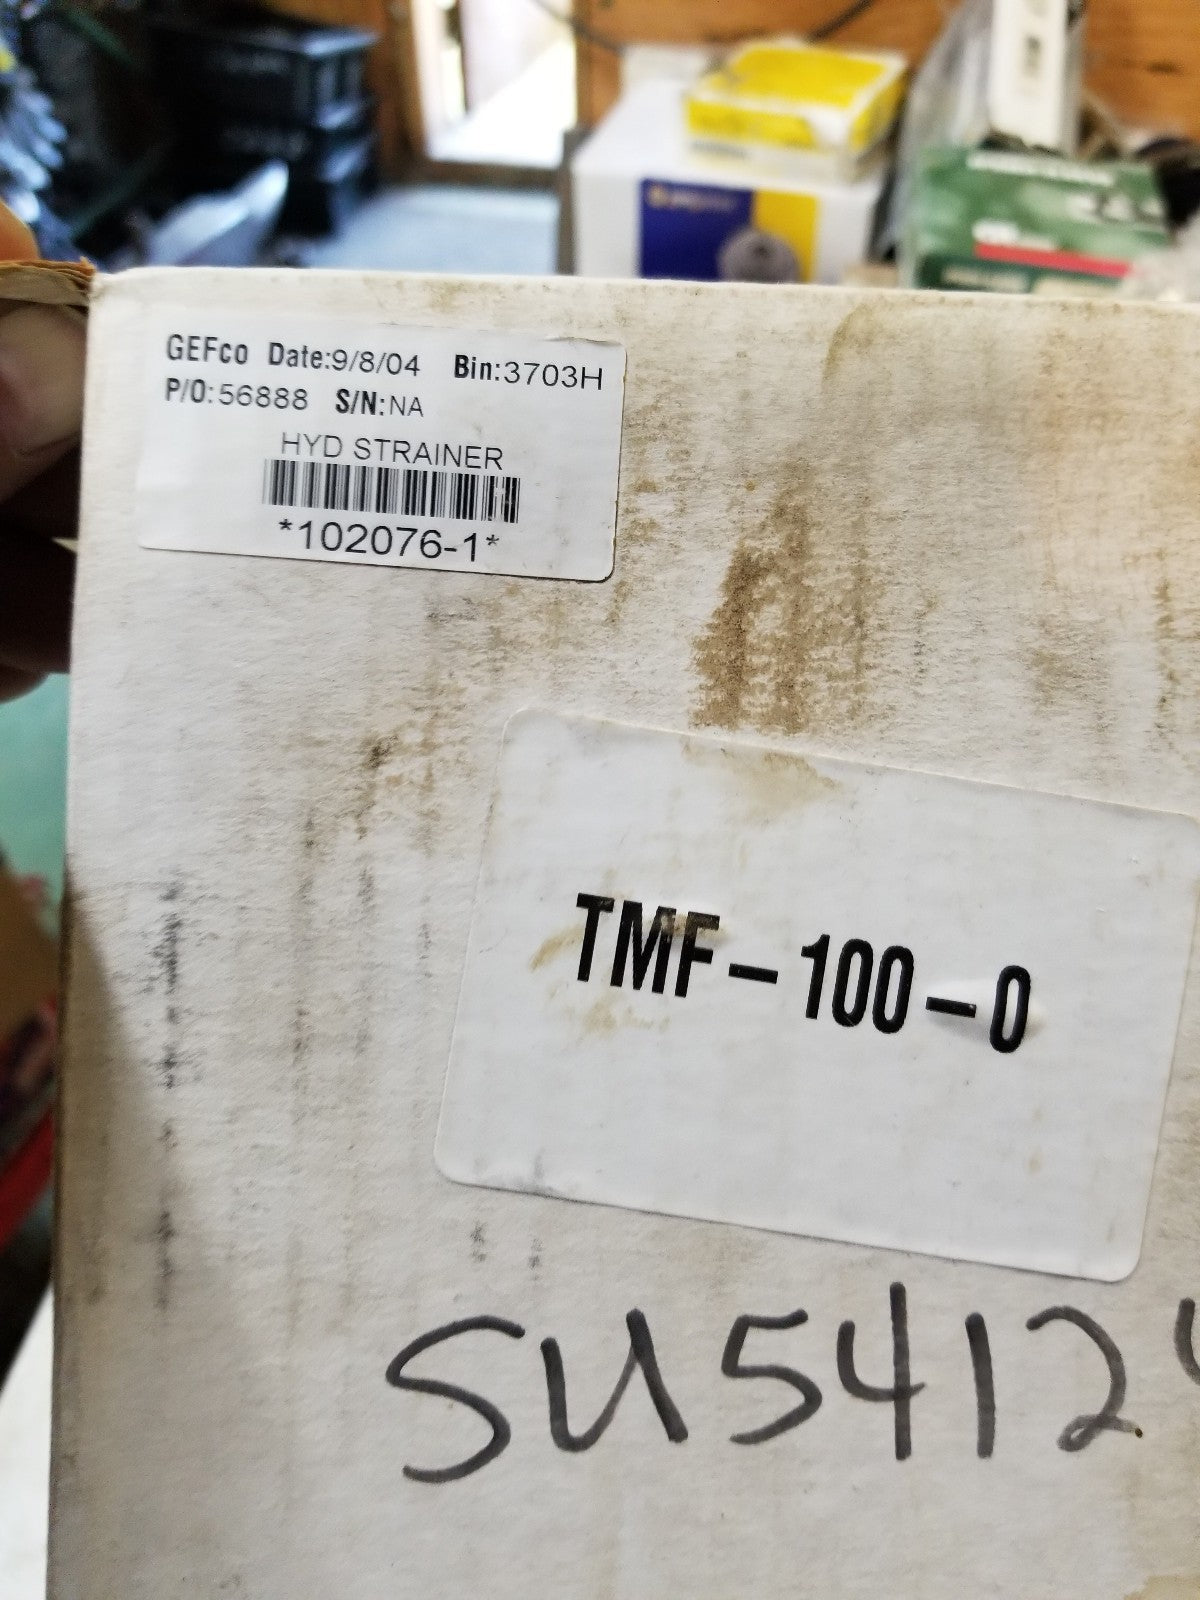 GEFco Date:9/8/04 Bin:3703H
P/O:56888 S/N:NA
HYD STRAINER
*102076-1*
TMF-100-0
SU5412